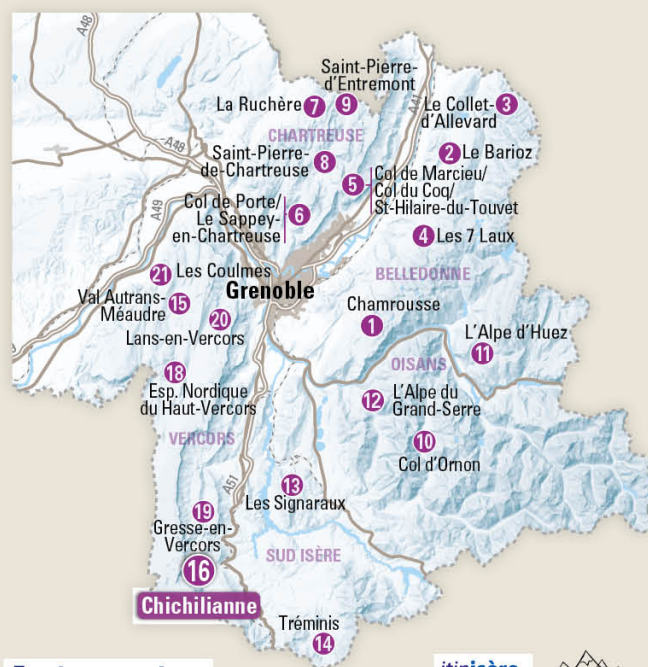 A48
A48
A49
A41
A51
Saint-Pierre-
d'Entremont
La Ruchère 7
9
Le Collet-
d'Allevard
3
CHARTREUSE
Saint-Pierre-
de-Chartreuse
8
2 Le Barioz
5
Col de Marcieu/
Col du Coq/
St-Hilaire-du-Touvet
Col de Porte/
Le Sappey-
en-Chartreuse
6
4 Les 7 Laux
21 Les Coulmes
BELLEDONNE
Grenoble
Val Autrans-
Méaudre
15
20
Lans-en-Vercors
Chamrousse
1
L'Alpe d'Huez
11
OISANS
18
Esp. Nordique
du Haut-Vercors
12 L'Alpe du
Grand-Serre
VERCORS
10
Col d'Ornon
13
Les Signaraux
19
Gresse-en-
Vercors
SUD ISÈRE
16
Chichilianne
Tréminis
14
itinisère